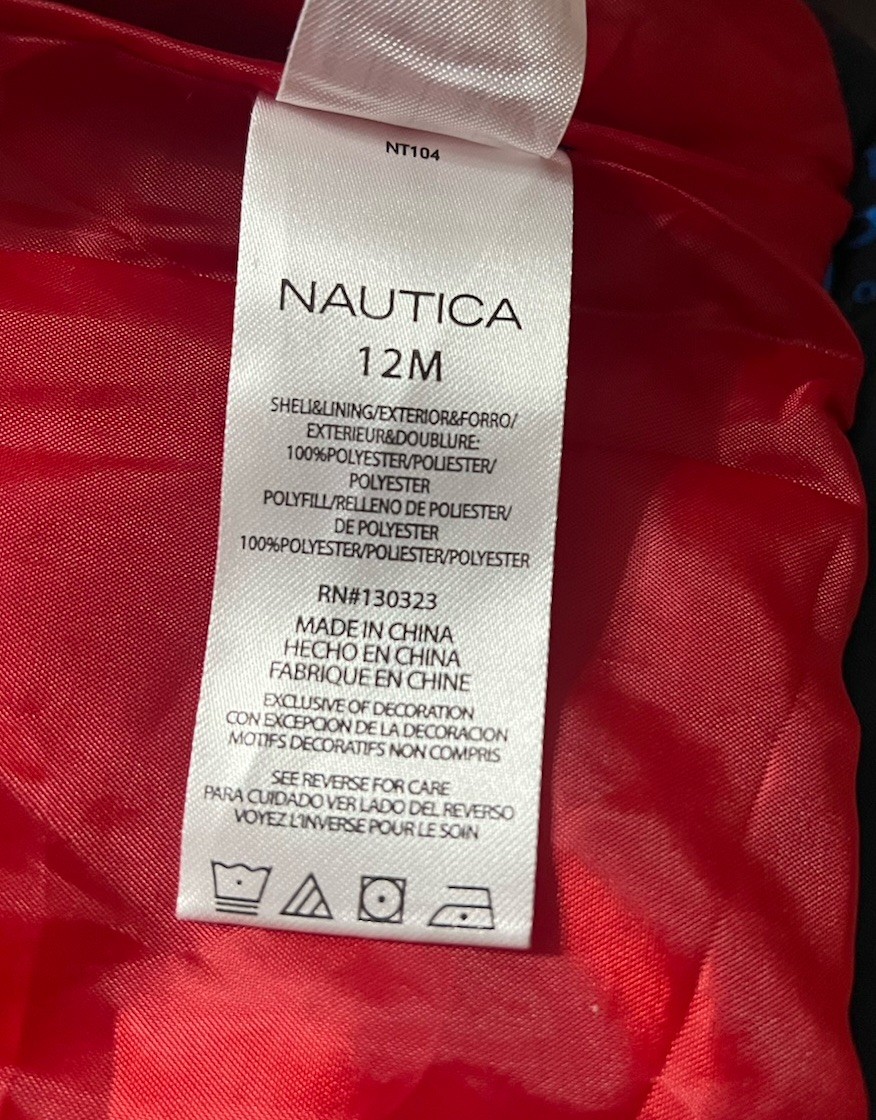 NT104
NAUTICA
12M
SHELL&LINING/EXTERIOR&FORRO/
EXTERIEUR&DOUBLURE:
100%POLYESTER/POLIESTER/
POLYESTER
POLYFILL/RELLENO DE POLIESTER/
DE POLYESTER
100%POLYESTER/POLIESTER/POLYESTER
RN#130323
MADE IN CHINA
HECHO EN CHINA
FABRIQUE EN CHINE
EXCLUSIVE OF DECORATION
CON EXCEPCION DE LA DECORACION
MOTIFS DECORATIFS NON COMPRIS
SEE REVERSE FOR CARE
PARA CUIDADO VER LADO DEL REVERSO
VOYEZ L'INVERSE POUR LE SOIN